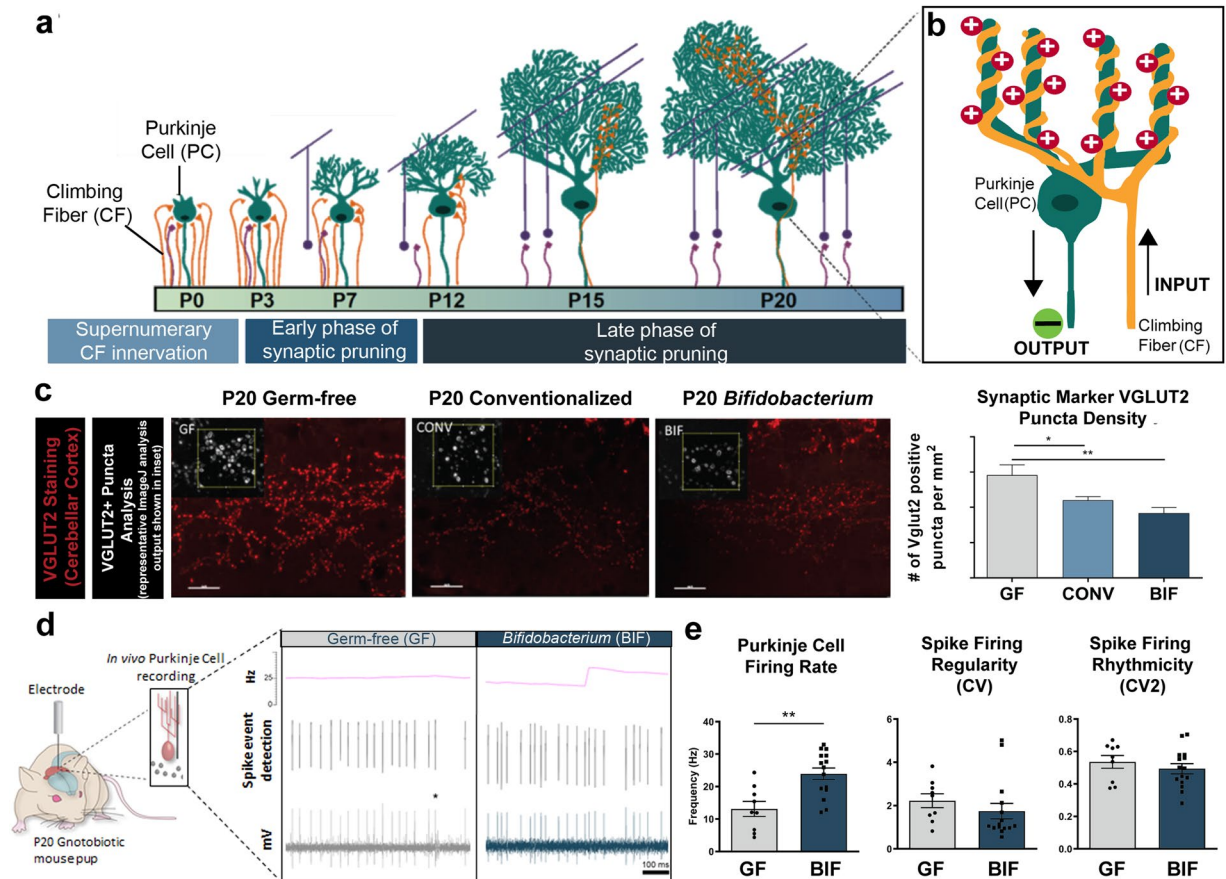 a
Purkinje
Cell (PC)
Climbing
Fiber (CF)
P0 P3 P7 P12 P15 P20
Supernumerary
CF innervation
Early phase of
synaptic pruning
Late phase of
synaptic pruning
b
Purkinje
Cell (PC)
INPUT
OUTPUT
Climbing
Fiber (CF)
c
VGLUT2 Staining
(Cerebellar Cortex)
VGLUT2+ Puncta
Analysis
(representative ImageJ analysis
output shown in inset)
P20 Germ-free
GF
P20 Conventionalized
CONV
P20 Bifidobacterium
BIF
Synaptic Marker VGLUT2
Puncta Density
# of Vglut2 positive
puncta per mm²
*
**
GF CONV BIF
d
In vivo Purkinje Cell
recording
Electrode
P20 Gnotobiotic
mouse pup
Germ-free (GF)
Bifidobacterium (BIF)
Hz
25
0
Spike event
detection
*
mV
100 ms
e
Purkinje Cell
Firing Rate
Frequency (Hz)
40
30
20
10
0
**
GF BIF
Spike Firing
Regularity
(CV)
6
4
2
0
GF BIF
Spike Firing
Rhythmicity
(CV2)
0.8
0.6
0.4
0.2
0.0
GF BIF